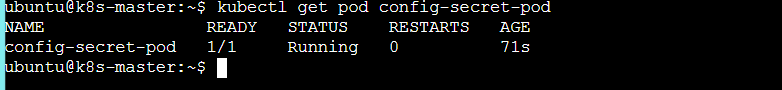 ubuntu@k8s-master:~$ kubectl get pod config-secret-pod
NAME                READY   STATUS    RESTARTS   AGE
config-secret-pod   1/1     Running   0          71s
ubuntu@k8s-master:~$